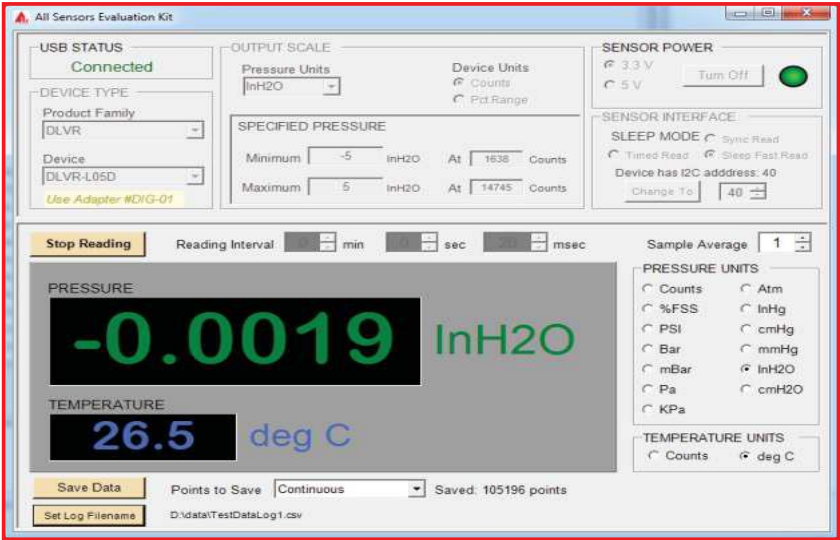 All Sensors Evaluation Kit
USB STATUS
Connected
DEVICE TYPE
Product Family
DLVR
Device
DLVR-L05D
Use Adapter #DIG-01
OUTPUT SCALE
Pressure Units
InH2O
Device Units
Counts
Pct.Range
SPECIFIED PRESSURE
Minimum -5 InH2O At 1638 Counts
Maximum 5 InH2O At 14745 Counts
SENSOR POWER
3.3 V
5 V
Turn Off
SENSOR INTERFACE
SLEEP MODE Sync Read
Timed Read Sleep Fast Read
Device has I2C adddress: 40
Change To 40
Stop Reading Reading Interval 0 min 0 sec 20 msec Sample Average 1
PRESSURE
-0.0019 InH2O
TEMPERATURE
26.5 deg C
PRESSURE UNITS
Counts Atm
%FSS InHg
PSI cmHg
Bar mmHg
mBar InH2O
Pa cmH2O
KPa
TEMPERATURE UNITS
Counts deg C
Save Data Points to Save Continuous Saved: 105196 points
Set Log Filename D:\data\TestDataLog1.csv